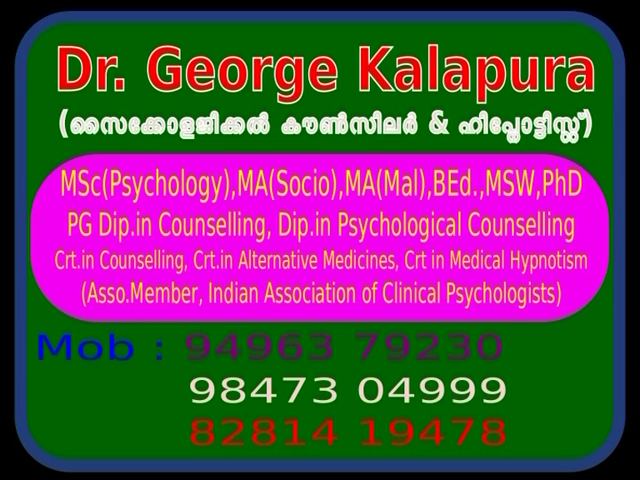 Dr. George Kalapura
(സൈക്കോളജിക്കൽ കൗൺസിലർ & ഹിപ്നോട്ടിസ്റ്റ്)
MSc(Psychology),MA(Socio),MA(Mal),BEd.,MSW,PhD
PG Dip.in Counselling, Dip.in Psychological Counselling
Crt.in Counselling, Crt.in Alternative Medicines, Crt in Medical Hypnotism
(Asso.Member, Indian Association of Clinical Psychologists)
Mob : 94963 79230
98473 04999
82814 19478